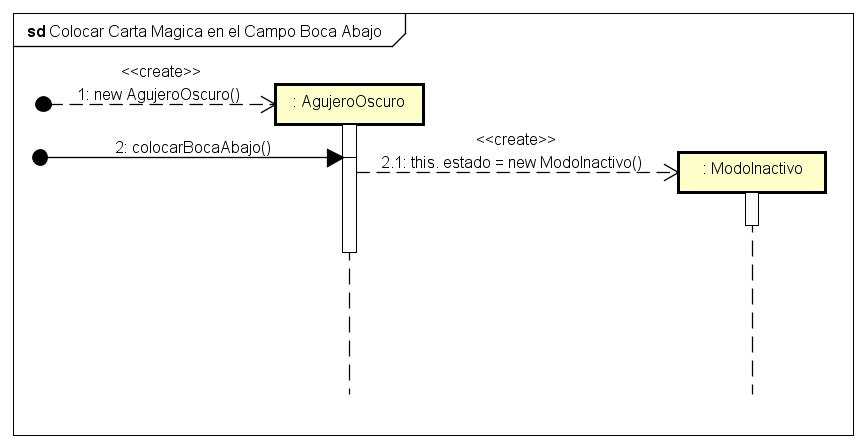 sd Colocar Carta Magica en el Campo Boca Abajo
<<create>>
1: new AgujeroOscuro()
: AgujeroOscuro
2: colocarBocaAbajo()
<<create>>
2.1: this. estado = new ModoInactivo()
: ModoInactivo